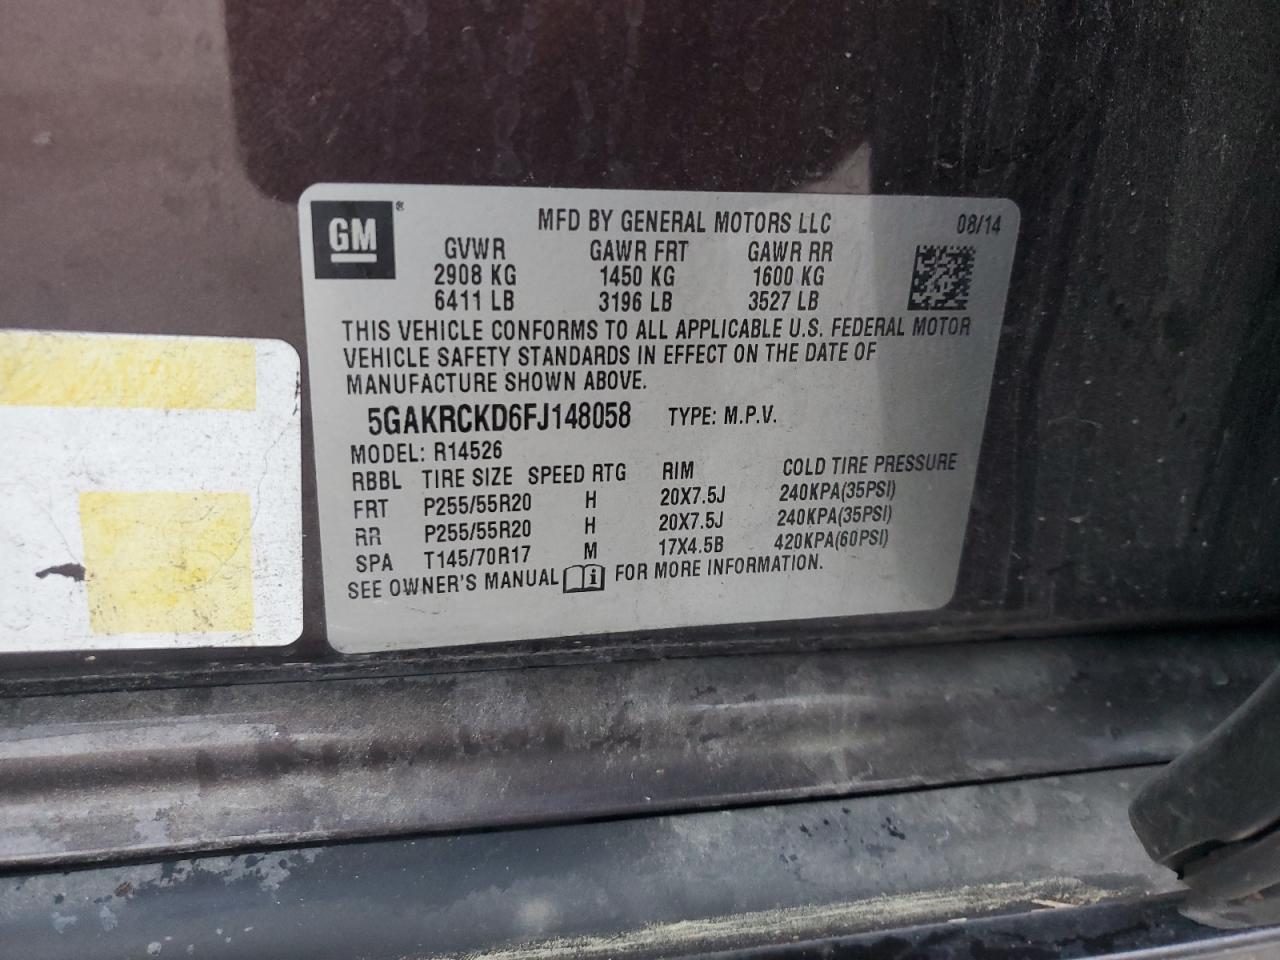 GM ®
MFD BY GENERAL MOTORS LLC 08/14
GVWR GAWR FRT GAWR RR
2908 KG 1450 KG 1600 KG
6411 LB 3196 LB 3527 LB
THIS VEHICLE CONFORMS TO ALL APPLICABLE U.S. FEDERAL MOTOR
VEHICLE SAFETY STANDARDS IN EFFECT ON THE DATE OF
MANUFACTURE SHOWN ABOVE.
5GAKRCKD6FJ148058 TYPE: M.P.V.
MODEL: R14526
RBBL TIRE SIZE SPEED RTG RIM COLD TIRE PRESSURE
FRT P255/55R20 H 20X7.5J 240KPA(35PSI)
RR P255/55R20 H 20X7.5J 240KPA(35PSI)
SPA T145/70R17 M 17X4.5B 420KPA(60PSI)
SEE OWNER'S MANUAL i FOR MORE INFORMATION.